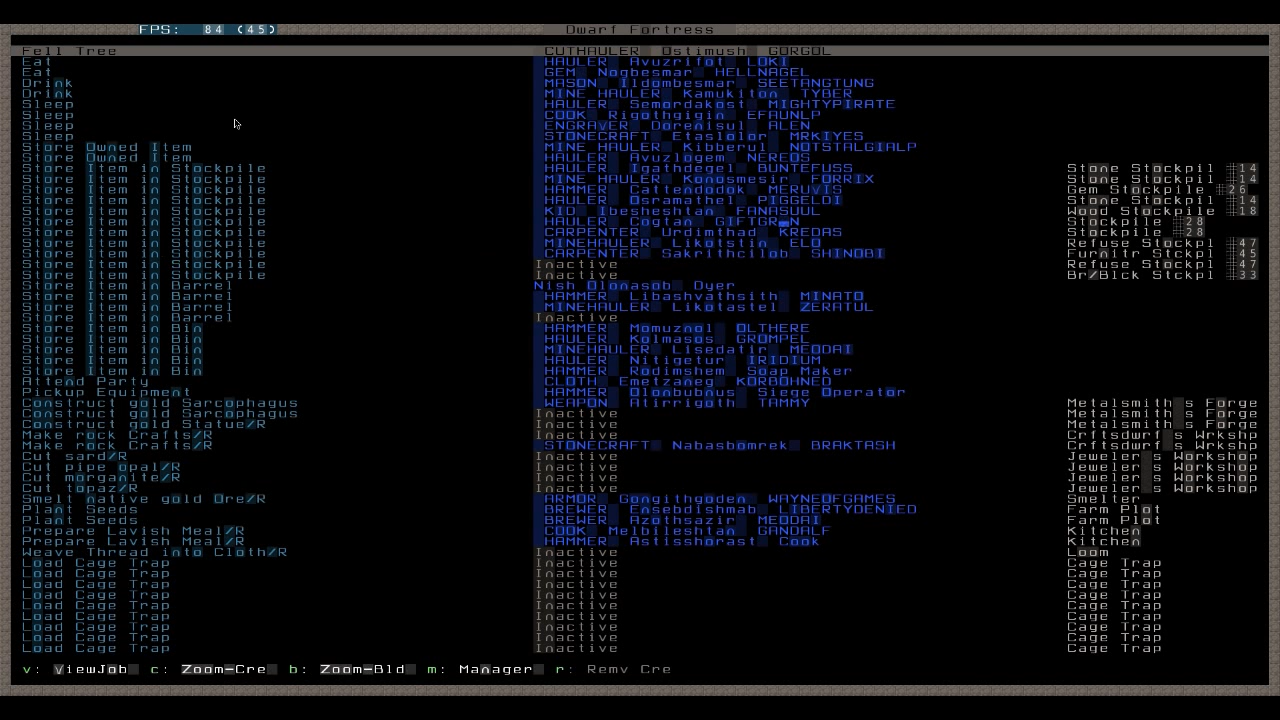 FPS: 84 (45) Dwarf Fortress
Fell Tree CUTHAULER Ostimush GORGOL
Eat HAULER Avuzrifot LOKI
Eat GEM Nogbesmar HELLNAGEL
Drink MASON Ildombesmar SEETANGTUNG
Drink MINE HAULER Kamukiton TYBER
Sleep HAULER Semordakost MIGHTYPIRATE
Sleep COOK Rigothgigin EFAUNLP
Sleep ENGRAVER Dorenisul ALEN
Sleep STONECRAFT Etaslolor MRKIYES
Store Owned Item MINE HAULER Kibberul NOTSTALGIALP
Store Owned Item HAULER Avuzlogem NEREOS
Store Item in Stockpile HAULER Igathdegel BUNTEFUSS Stone Stockpil #14
Store Item in Stockpile MINE HAULER Konosmesir FORRIX Stone Stockpil #14
Store Item in Stockpile HAMMER Cattendodok MERUVIS Gem Stockpile #26
Store Item in Stockpile HAULER Osramathel PIGGELDI Stone Stockpil #14
Store Item in Stockpile KID Ibesheshtan FANASUUL Wood Stockpile #18
Store Item in Stockpile HAULER Cogtan Stockpile #28
Store Item in Stockpile CARPENTER Urdimthad KREDAS Stockpile #28
Store Item in Stockpile MINEHAULER Likotstin ELO Refuse Stockpl #47
Store Item in Stockpile CARPENTER Sakrithcilob SHINOBI Furnitr Stckpl #45
Store Item in Stockpile Inactive Refuse Stockpl #47
Store Item in Stockpile Inactive Br/Blck Stckpl #33
Store Item in Barrel Nish Olonasob Dyer
Store Item in Barrel HAMMER Libashvathsith MINATO
Store Item in Barrel MINEHAULER Likotastel ZERATUL
Store Item in Barrel Inactive
Store Item in Bin HAMMER Momuznol OLTHERE
Store Item in Bin HAULER Kolmasos GROMPEL
Store Item in Bin MINEHAULER Lisedatir MEODAI
Store Item in Bin HAULER Nitigetur IRIDIUM
Store Item in Bin HAMMER Rodimshem Soap Maker
Attend Party CLOTH Emetzaneg KORBOHNED
Pickup Equipment HAMMER Olonbubnus Siege Operator
Construct gold Sarcophagus WEAPON Atirrigoth TAMMY Metalsmith s Forge
Construct gold Sarcophagus Inactive Metalsmith s Forge
Construct gold Statue/R Inactive Metalsmith s Forge
Make rock Crafts/R Inactive Crftsdwrf s Wrkshp
Make rock Crafts/R STONECRAFT Nabasbomrek BRAKTASH Crftsdwrf s Wrkshp
Cut sard/R Inactive Jeweler s Workshop
Cut pipe opal/R Inactive Jeweler s Workshop
Cut morganite/R Inactive Jeweler s Workshop
Cut topaz/R Inactive Jeweler s Workshop
Smelt native gold Ore/R ARMOR Gongithgoden WAYNEOFGAMES Smelter
Plant Seeds BREWER Ensebdishmab LIBERTYDENIED Farm Plot
Plant Seeds BREWER Azothsazir MEODAI Farm Plot
Prepare Lavish Meal/R COOK Melbileshtan GANDALF Kitchen
Prepare Lavish Meal/R HAMMER Astisshorast Cook Kitchen
Weave Thread into Cloth/R Inactive Loom
Load Cage Trap Inactive Cage Trap
Load Cage Trap Inactive Cage Trap
Load Cage Trap Inactive Cage Trap
Load Cage Trap Inactive Cage Trap
Load Cage Trap Inactive Cage Trap
Load Cage Trap Inactive Cage Trap
Load Cage Trap Inactive Cage Trap
Load Cage Trap Inactive Cage Trap
Load Cage Trap Inactive Cage Trap
v: ViewJob c: Zoom-Cre b: Zoom-Bld m: Manager r: Remv Cre